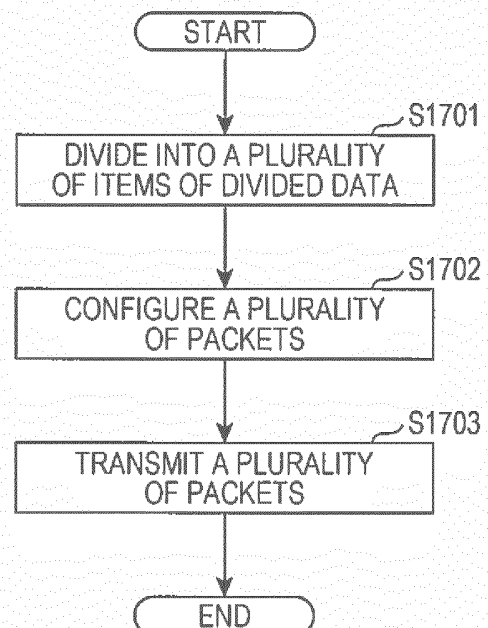 START
S1701
DIVIDE INTO A PLURALITY
OF ITEMS OF DIVIDED DATA
S1702
CONFIGURE A PLURALITY
OF PACKETS
S1703
TRANSMIT A PLURALITY
OF PACKETS
END